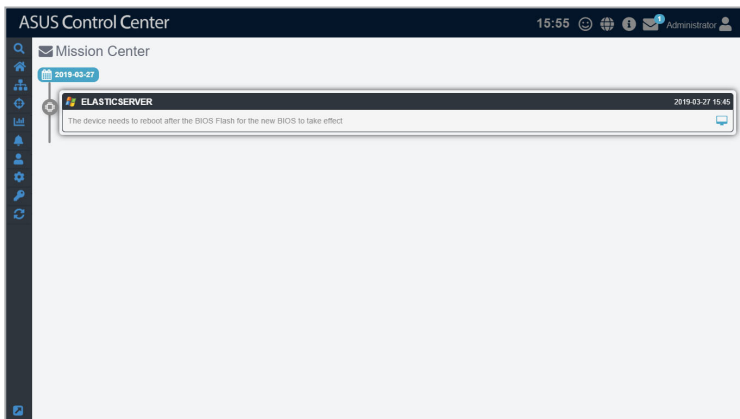 ASUS Control Center
15:55
1
Administrator
Mission Center
2019-03-27
ELASTICSERVER
2019-03-27 15:45
The device needs to reboot after the BIOS Flash for the new BIOS to take effect